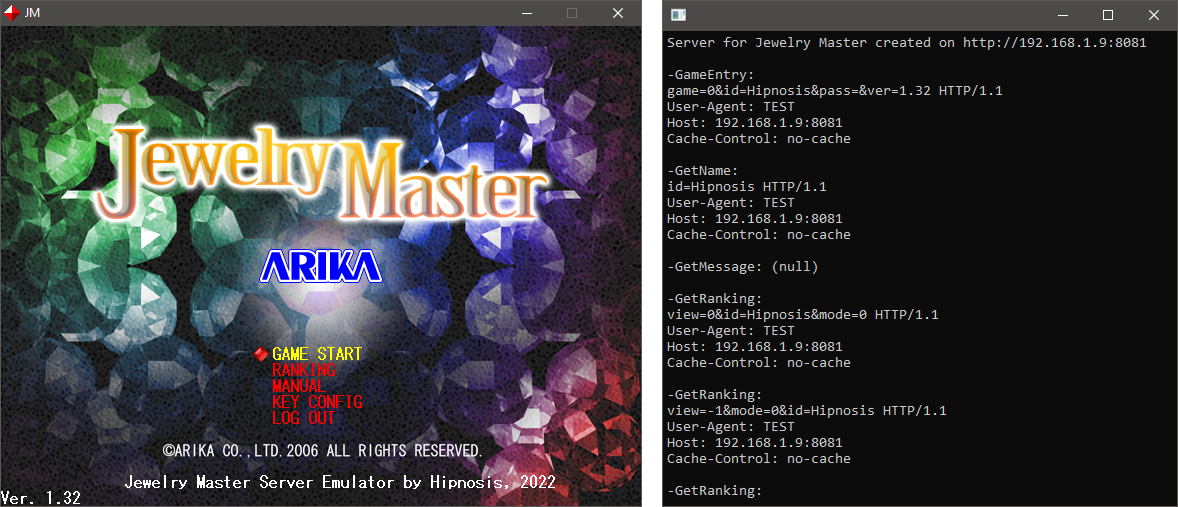 JM
Jewelry Master
ARIKA
GAME START
RANKING
MANUAL
KEY CONFIG
LOG OUT
©ARIKA CO.,LTD.2006 ALL RIGHTS RESERVED.
Jewelry Master Server Emulator by Hipnosis, 2022
Ver. 1.32
Server for Jewelry Master created on http://192.168.1.9:8081
-GameEntry:
game=0&id=Hipnosis&pass=&ver=1.32 HTTP/1.1
User-Agent: TEST
Host: 192.168.1.9:8081
Cache-Control: no-cache
-GetName:
id=Hipnosis HTTP/1.1
User-Agent: TEST
Host: 192.168.1.9:8081
Cache-Control: no-cache
-GetMessage: (null)
-GetRanking:
view=0&id=Hipnosis&mode=0 HTTP/1.1
User-Agent: TEST
Host: 192.168.1.9:8081
Cache-Control: no-cache
-GetRanking:
view=-1&mode=0&id=Hipnosis HTTP/1.1
User-Agent: TEST
Host: 192.168.1.9:8081
Cache-Control: no-cache
-GetRanking: